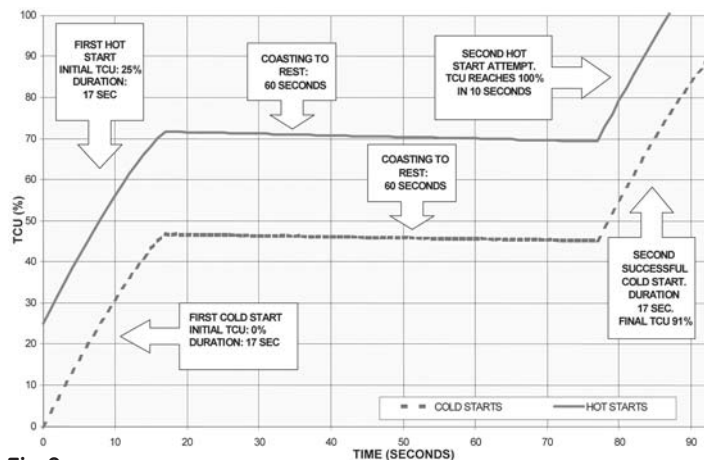 100
90
80
70
60
50
40
30
20
10
0
TCU (%)
FIRST HOT
START
INITIAL TCU: 25%
DURATION:
17 SEC
COASTING TO
REST:
60 SECONDS
SECOND HOT
START ATTEMPT.
TCU REACHES 100%
IN 10 SECONDS
COASTING TO
REST:
60 SECONDS
FIRST COLD START
INITIAL TCU: 0%
DURATION: 17 SEC
SECOND
SUCCESSFUL
COLD START.
DURATION
17 SEC.
FINAL TCU 91%
COLD STARTS
HOT STARTS
0 10 20 30 40 50 60 70 80 90
TIME (SECONDS)